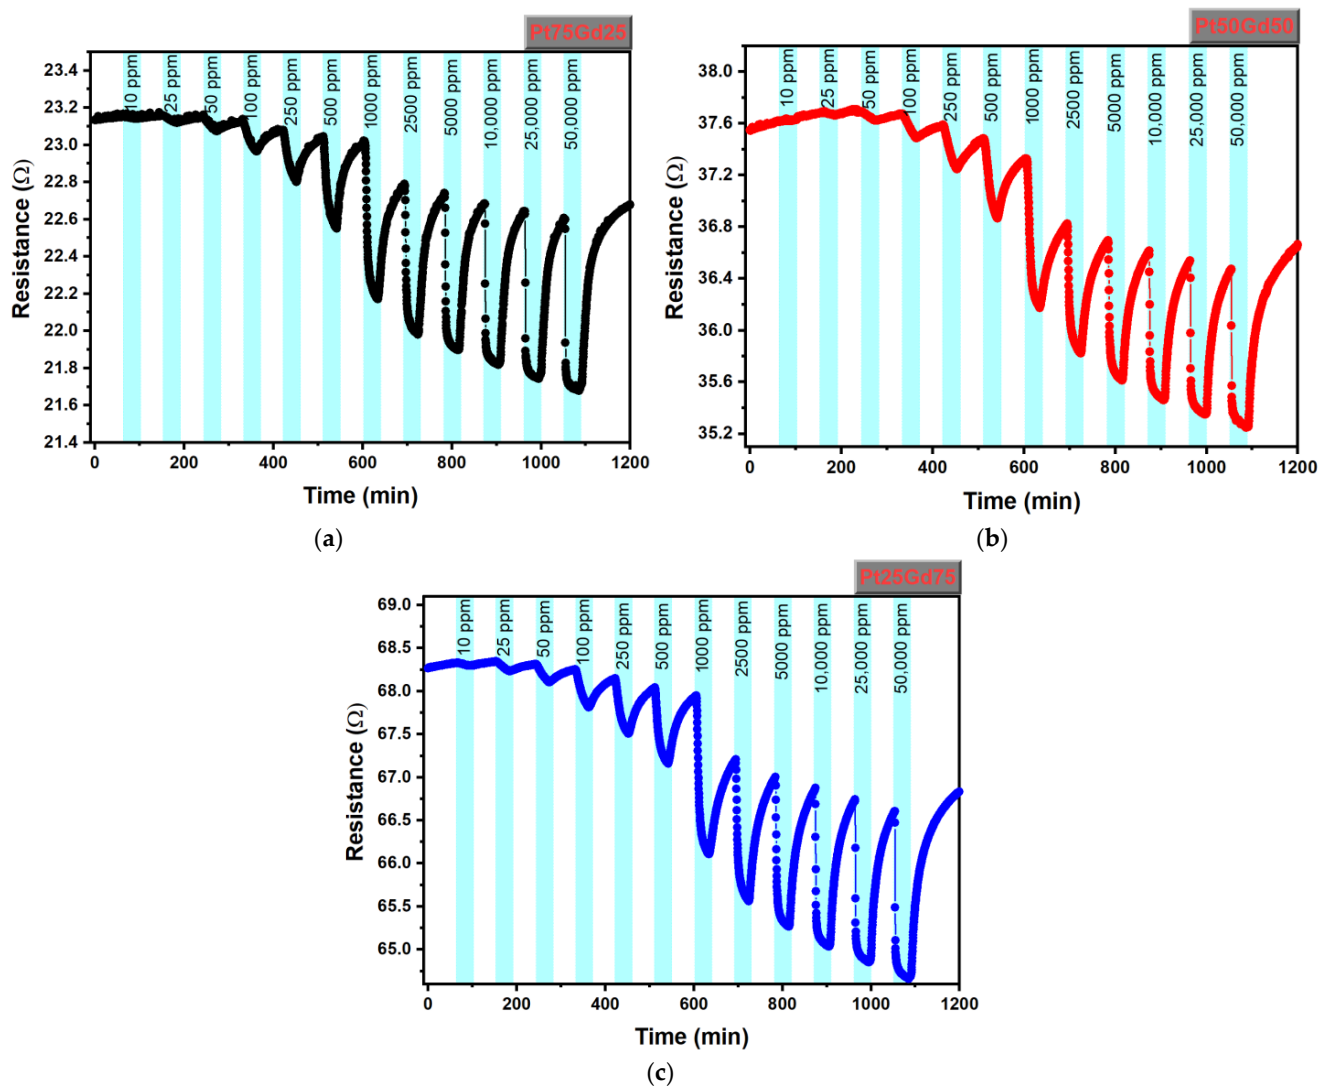 Pt75Gd25
10 ppm
25 ppm
50 ppm
100 ppm
250 ppm
500 ppm
1000 ppm
2500 ppm
5000 ppm
10,000 ppm
25,000 ppm
50,000 ppm
23.4
23.2
23.0
22.8
22.6
22.4
22.2
22.0
21.8
21.6
21.4
Resistance (Ω)
0
200
400
600
800
1000
1200
Time (min)
(a)
Pt50Gd50
10 ppm
25 ppm
50 ppm
100 ppm
250 ppm
500 ppm
1000 ppm
2500 ppm
5000 ppm
10,000 ppm
25,000 ppm
50,000 ppm
38.0
37.6
37.2
36.8
36.4
36.0
35.6
35.2
Resistance (Ω)
0
200
400
600
800
1000
1200
Time (min)
(b)
Pt25Gd75
10 ppm
25 ppm
50 ppm
100 ppm
250 ppm
500 ppm
1000 ppm
2500 ppm
5000 ppm
10,000 ppm
25,000 ppm
50,000 ppm
69.0
68.5
68.0
67.5
67.0
66.5
66.0
65.5
65.0
Resistance (Ω)
0
200
400
600
800
1000
1200
Time (min)
(c)